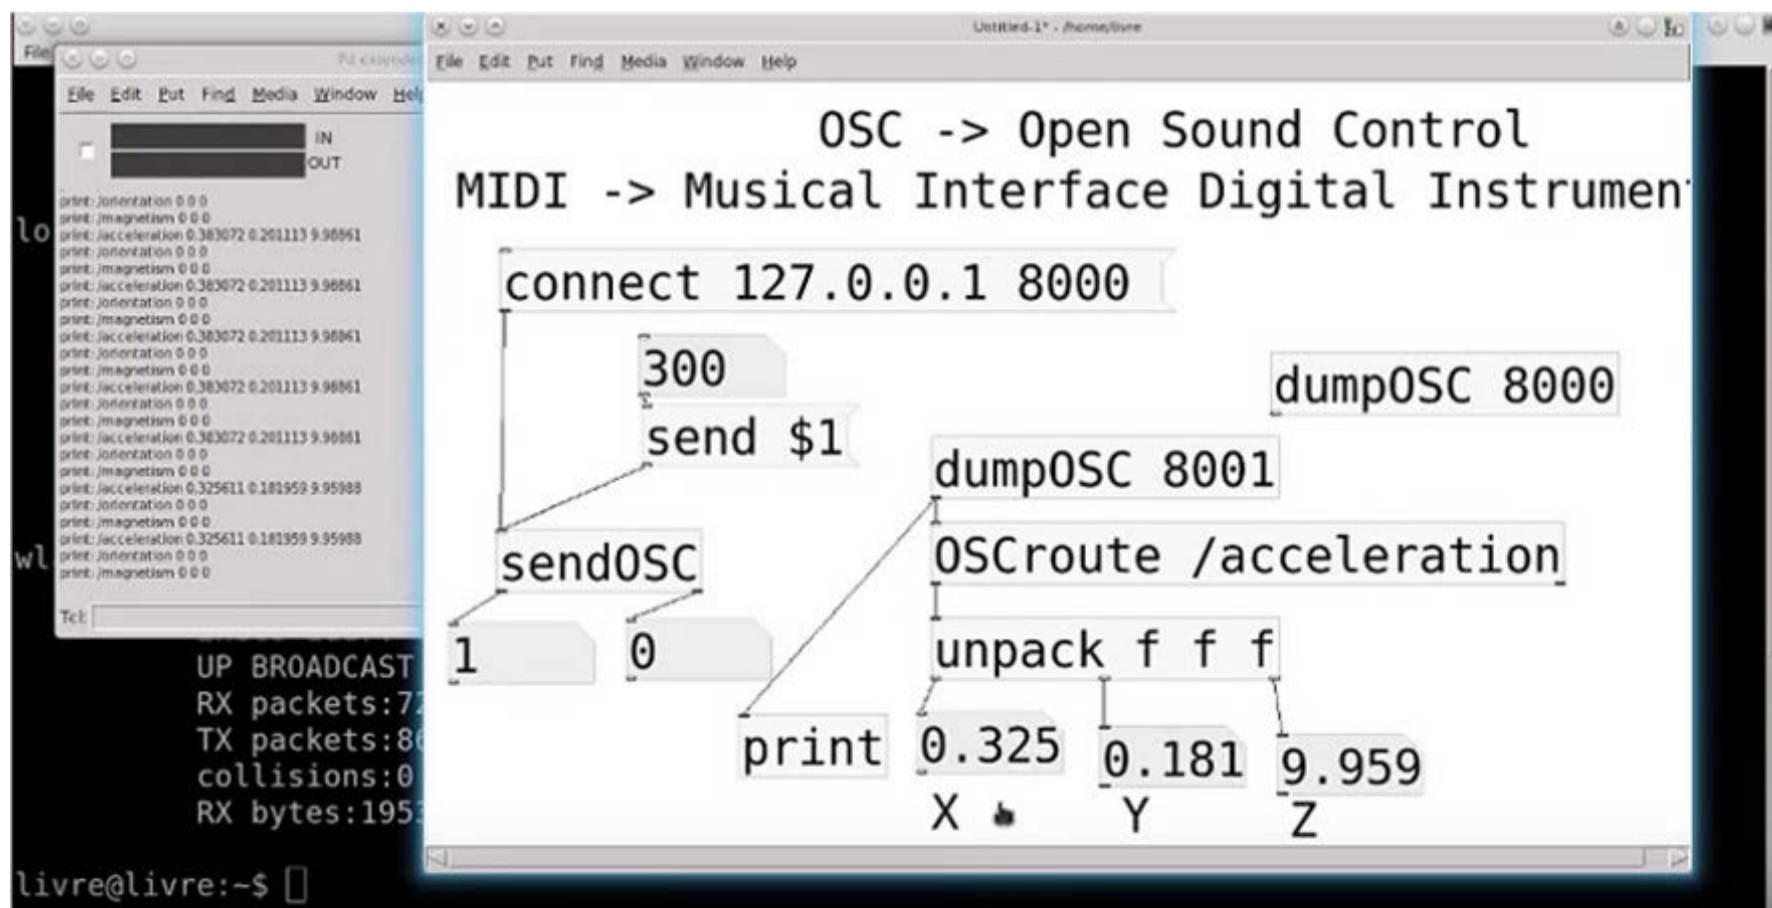 File
Pd extende
File Edit Put Find Media Window Hel
IN
OUT
print: /orientation 0 0 0
print: /magnetism 0 0 0
print: /acceleration 0.383072 0.201113 9.98861
print: /orientation 0 0 0
print: /magnetism 0 0 0
print: /acceleration 0.383072 0.201113 9.98861
print: /orientation 0 0 0
print: /magnetism 0 0 0
print: /acceleration 0.383072 0.201113 9.98861
print: /orientation 0 0 0
print: /magnetism 0 0 0
print: /acceleration 0.383072 0.201113 9.98861
print: /orientation 0 0 0
print: /magnetism 0 0 0
print: /acceleration 0.383072 0.201113 9.98861
print: /orientation 0 0 0
print: /magnetism 0 0 0
print: /acceleration 0.325611 0.181959 9.95988
print: /orientation 0 0 0
print: /magnetism 0 0 0
print: /acceleration 0.325611 0.181959 9.95988
print: /orientation 0 0 0
print: /magnetism 0 0 0
Tcl:
lo
wl
UP BROADCAST
RX packets:72
TX packets:86
collisions:0
RX bytes:1953
livre@livre:~$
Untitled-1* - /home/livre
File Edit Put Find Media Window Help
OSC -> Open Sound Control
MIDI -> Musical Interface Digital Instrumen
connect 127.0.0.1 8000
300
send $1
sendOSC
1
0
dumpOSC 8000
dumpOSC 8001
OSCroute /acceleration
unpack f f f
print
0.325
0.181
9.959
X
Y
Z